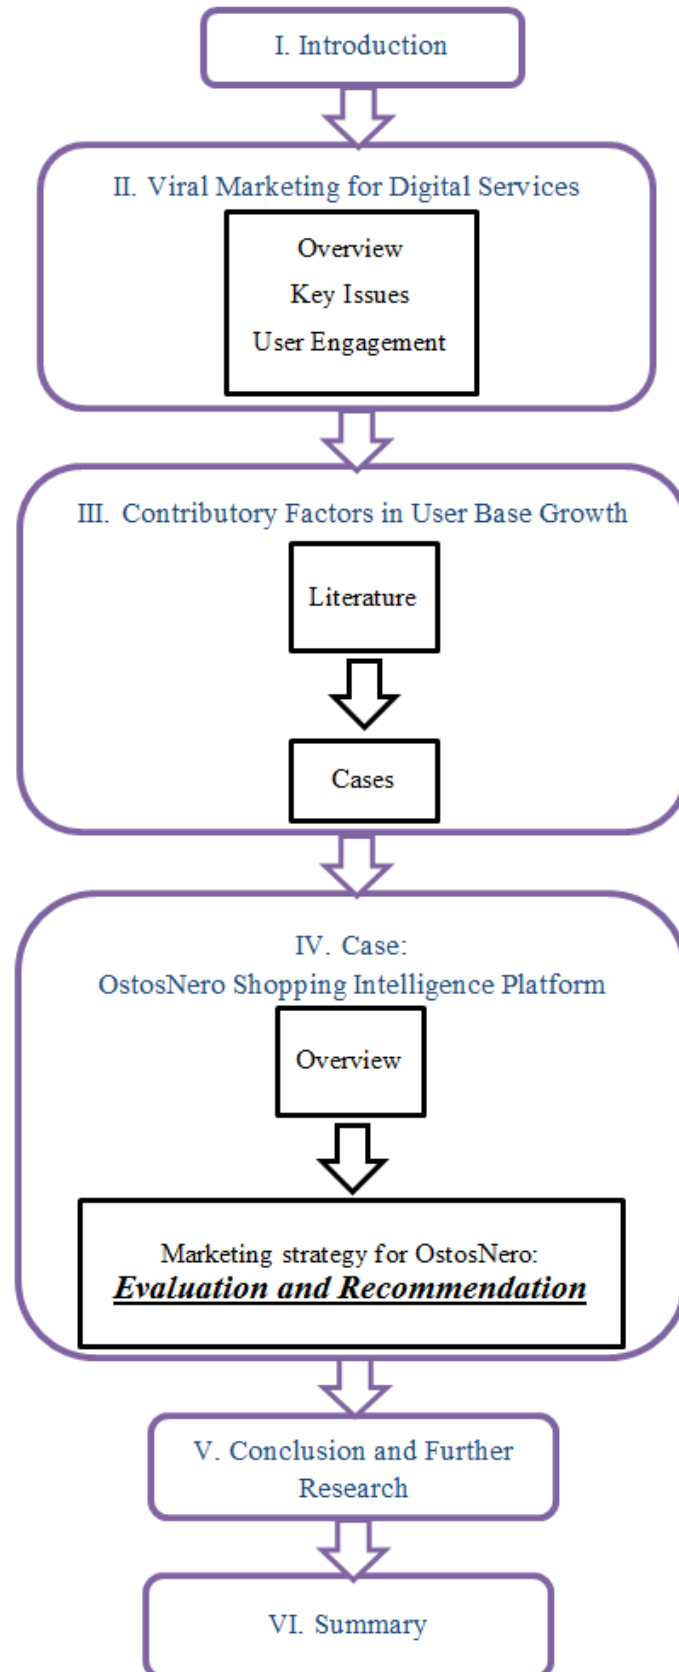 I. Introduction
II. Viral Marketing for Digital Services
Overview
Key Issues
User Engagement
III. Contributory Factors in User Base Growth
Literature
Cases
IV. Case:
OstosNero Shopping Intelligence Platform
Overview
Marketing strategy for OstosNero:
Evaluation and Recommendation
V. Conclusion and Further
Research
VI. Summary